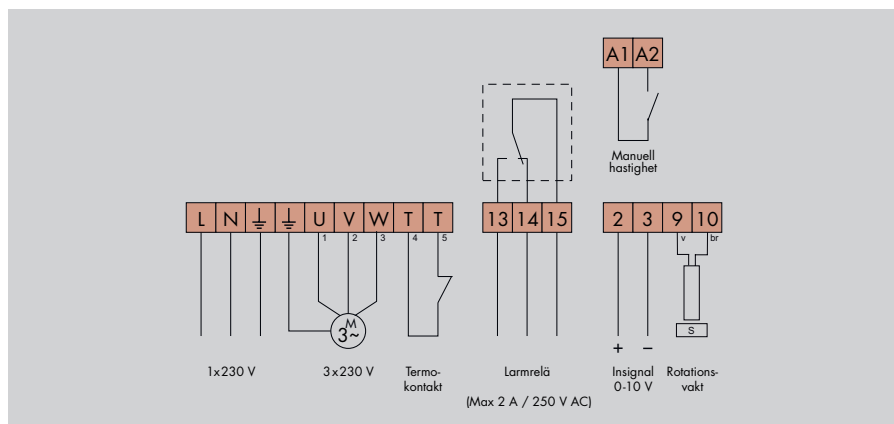 A1 A2
Manuell
hastighet
L N U V W T T
1 2 3 4 5
13 14 15
2 3 9 10
v br
M
3~
S
+ −
1x230 V
3x230 V
Termo-
kontakt
Larmrelä
(Max 2 A / 250 V AC)
Insignal
0-10 V
Rotations-
vakt